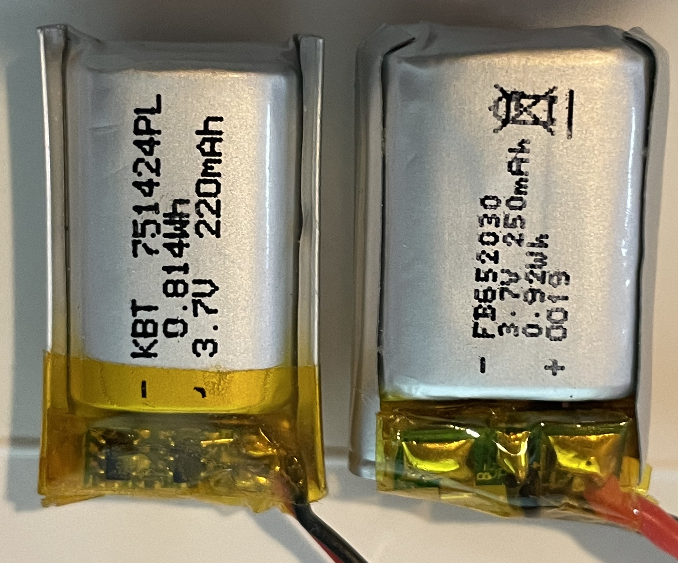 KBT 751424PL
0.814Wh
3.7V 220mAh
-
FB652030
3.7V 250mAh
0.92Wh
0019
- +